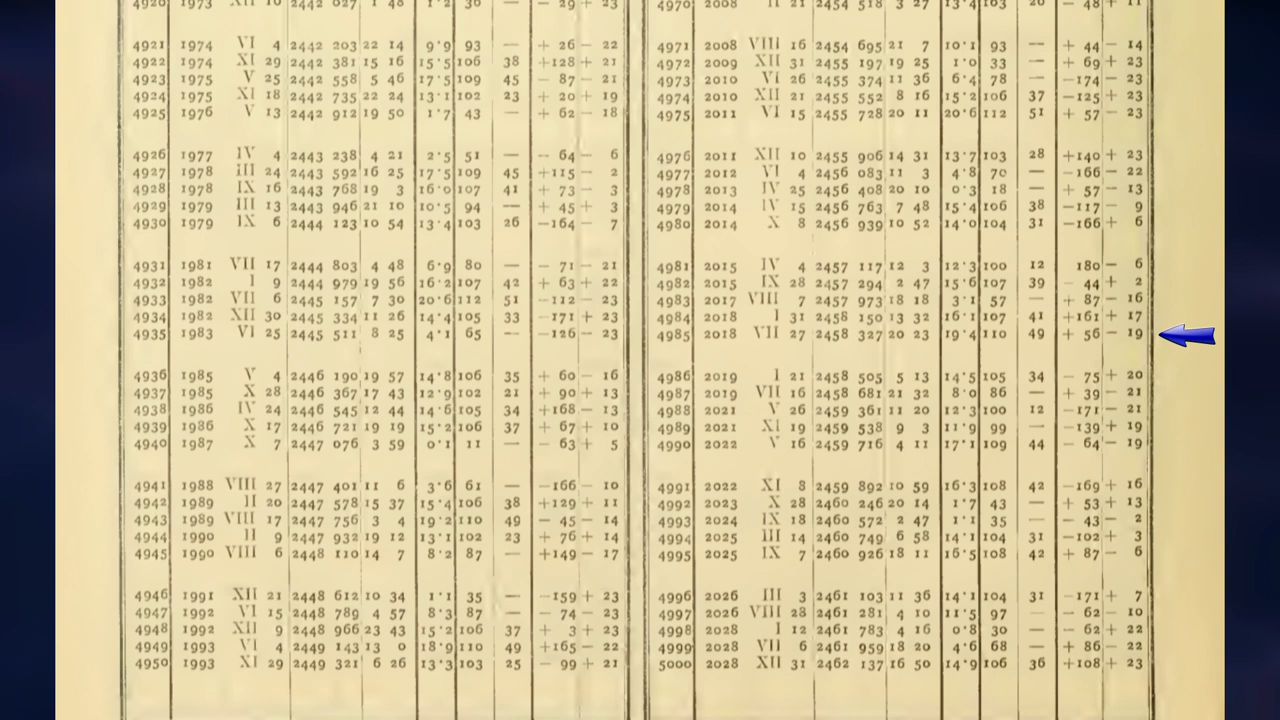 4920 1973 XII 10 2442 027 1 48 1·2 36 — − 29 + 23
4921 1974 VI 4 2442 203 22 14 9·9 93 — + 26 − 22
4922 1974 XI 29 2442 381 15 16 15·5 106 38 +128 + 21
4923 1975 V 25 2442 558 5 46 17·5 109 45 − 87 − 21
4924 1975 XI 18 2442 735 22 24 13·1 102 23 + 20 + 19
4925 1976 V 13 2442 912 19 50 1·7 43 — + 62 − 18
4926 1977 IV 4 2443 238 4 21 2·5 51 — − 64 − 6
4927 1978 III 24 2443 592 16 25 17·5 109 45 +115 − 2
4928 1978 IX 16 2443 768 19 3 16·0 107 41 + 73 − 3
4929 1979 III 13 2443 946 21 10 10·5 94 — + 45 + 3
4930 1979 IX 6 2444 123 10 54 13·4 103 26 −164 − 7
4931 1981 VII 17 2444 803 4 48 6·9 80 — − 71 − 21
4932 1982 I 9 2444 979 19 56 16·2 107 42 + 63 + 22
4933 1982 VII 6 2445 157 7 30 20·6 112 51 −112 − 23
4934 1982 XII 30 2445 334 11 26 14·4 105 33 −171 + 23
4935 1983 VI 25 2445 511 8 25 4·1 65 — −126 − 23
4936 1985 V 4 2446 190 19 57 14·8 106 35 + 60 − 16
4937 1985 X 28 2446 367 17 43 12·9 102 21 + 90 + 13
4938 1986 IV 24 2446 545 12 44 14·6 105 34 +168 − 13
4939 1986 X 17 2446 721 19 19 15·2 106 37 + 67 + 10
4940 1987 X 7 2447 076 3 59 0·1 11 — − 63 + 5
4941 1988 VIII 27 2447 401 11 6 3·6 61 — −166 − 10
4942 1989 II 20 2447 578 15 37 15·4 106 38 +129 + 11
4943 1989 VIII 17 2447 756 3 4 19·2 110 49 − 45 − 14
4944 1990 II 9 2447 932 19 12 13·1 102 23 + 76 + 14
4945 1990 VIII 6 2448 110 14 7 8·2 87 — +149 − 17
4946 1991 XII 21 2448 612 10 34 1·1 35 — −159 + 23
4947 1992 VI 15 2448 789 4 57 8·3 87 — − 74 − 23
4948 1992 XII 9 2448 966 23 43 15·2 106 37 + 3 + 23
4949 1993 VI 4 2449 143 13 0 18·9 110 49 +165 − 22
4950 1993 XI 29 2449 321 6 26 13·3 103 25 − 99 + 21
4970 2008 II 21 2454 518 3 27 13·4 103 26 − 48 + 11
4971 2008 VIII 16 2454 695 21 7 10·1 93 — + 44 − 14
4972 2009 XII 31 2455 197 19 25 1·0 33 — + 69 + 23
4973 2010 VI 26 2455 374 11 36 6·4 78 — −174 − 23
4974 2010 XII 21 2455 552 8 16 15·2 106 37 −125 + 23
4975 2011 VI 15 2455 728 20 11 20·6 112 51 + 57 − 23
4976 2011 XII 10 2455 906 14 31 13·7 103 28 +140 + 23
4977 2012 VI 4 2456 083 11 3 4·8 70 — −166 − 22
4978 2013 IV 25 2456 408 20 10 0·3 18 — + 57 − 13
4979 2014 IV 15 2456 763 7 48 15·4 106 38 −117 − 9
4980 2014 X 8 2456 939 10 52 14·0 104 31 −166 + 6
4981 2015 IV 4 2457 117 12 3 12·3 100 12 180 − 6
4982 2015 IX 28 2457 294 2 47 15·6 107 39 − 44 + 2
4983 2017 VIII 7 2457 973 18 18 3·1 57 — + 87 − 16
4984 2018 I 31 2458 150 13 32 16·1 107 41 +161 + 17
4985 2018 VII 27 2458 327 20 23 19·4 110 49 + 56 − 19
4986 2019 I 21 2458 505 5 13 14·5 105 34 − 75 + 20
4987 2019 VII 16 2458 681 21 32 8·0 86 — + 39 − 21
4988 2021 V 26 2459 361 11 20 12·3 100 12 −171 − 21
4989 2021 XI 19 2459 538 9 3 11·9 99 — −139 + 19
4990 2022 V 16 2459 716 4 11 17·1 109 44 − 64 − 19
4991 2022 XI 8 2459 892 10 59 16·3 108 42 −169 + 16
4992 2023 X 28 2460 246 20 14 1·7 43 — + 53 + 13
4993 2024 IX 18 2460 572 2 47 1·1 35 — − 43 − 2
4994 2025 III 14 2460 749 6 58 14·1 104 31 −102 + 3
4995 2025 IX 7 2460 926 18 11 16·5 108 42 + 87 − 6
4996 2026 III 3 2461 103 11 36 14·1 104 31 −171 + 7
4997 2026 VIII 28 2461 281 4 10 11·5 97 — − 62 − 10
4998 2028 I 12 2461 783 4 16 0·8 30 — − 62 + 22
4999 2028 VII 6 2461 959 18 20 4·6 68 — + 86 − 22
5000 2028 XII 31 2462 137 16 50 14·9 106 36 +108 + 23